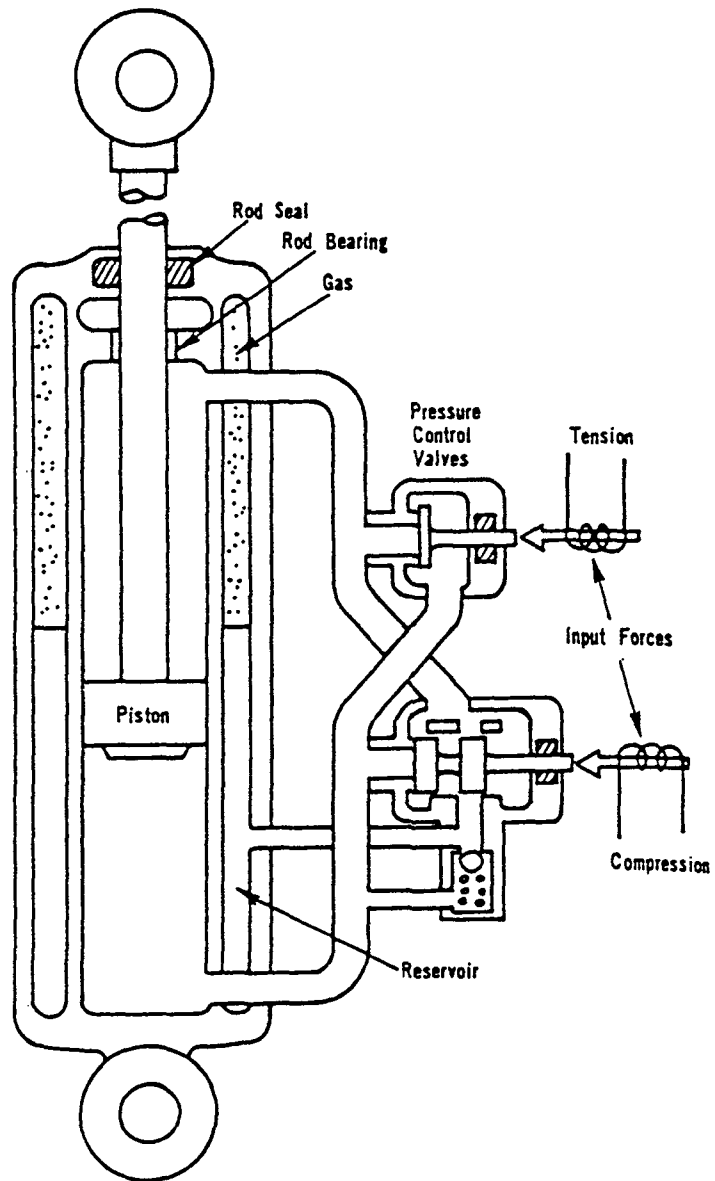 Rod Seal
Rod Bearing
Gas
Pressure
Control
Valves
Tension
Input Forces
Piston
Compression
Reservoir